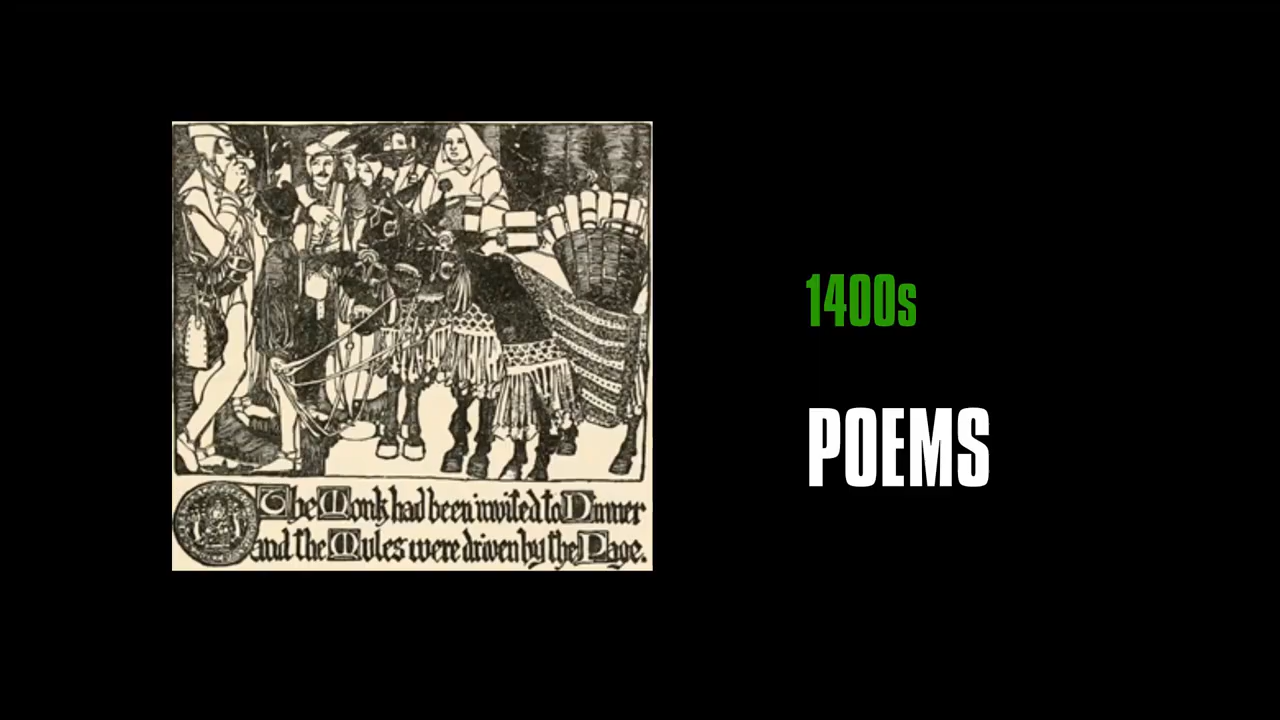 The Monk had been invited to Dinner
and the Mules were driven by the Page.
1400s
POEMS